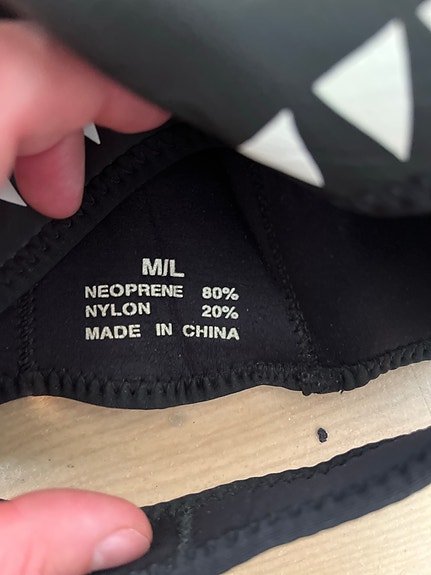 M/L
NEOPRENE 80%
NYLON 20%
MADE IN CHINA